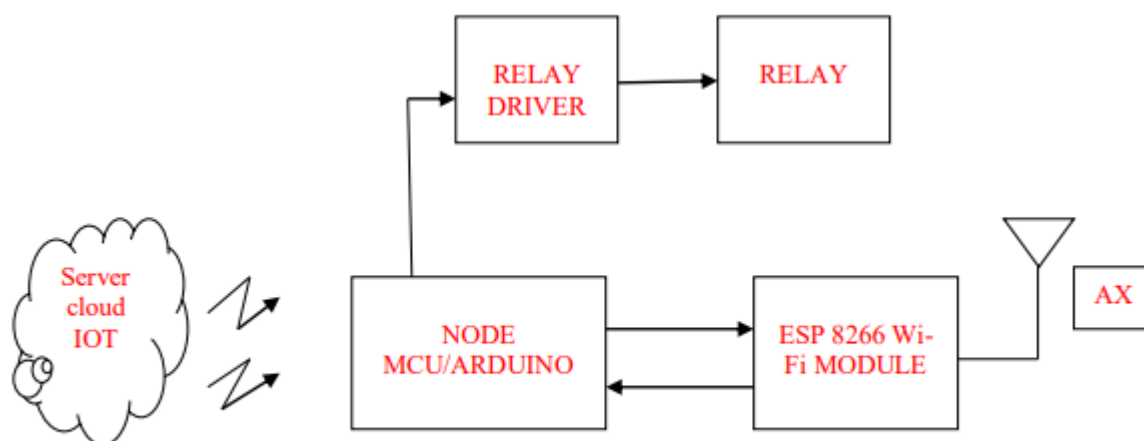 RELAY
DRIVER
RELAY
Server
cloud
IOT
NODE
MCU/ARDUINO
ESP 8266 Wi-
Fi MODULE
AX